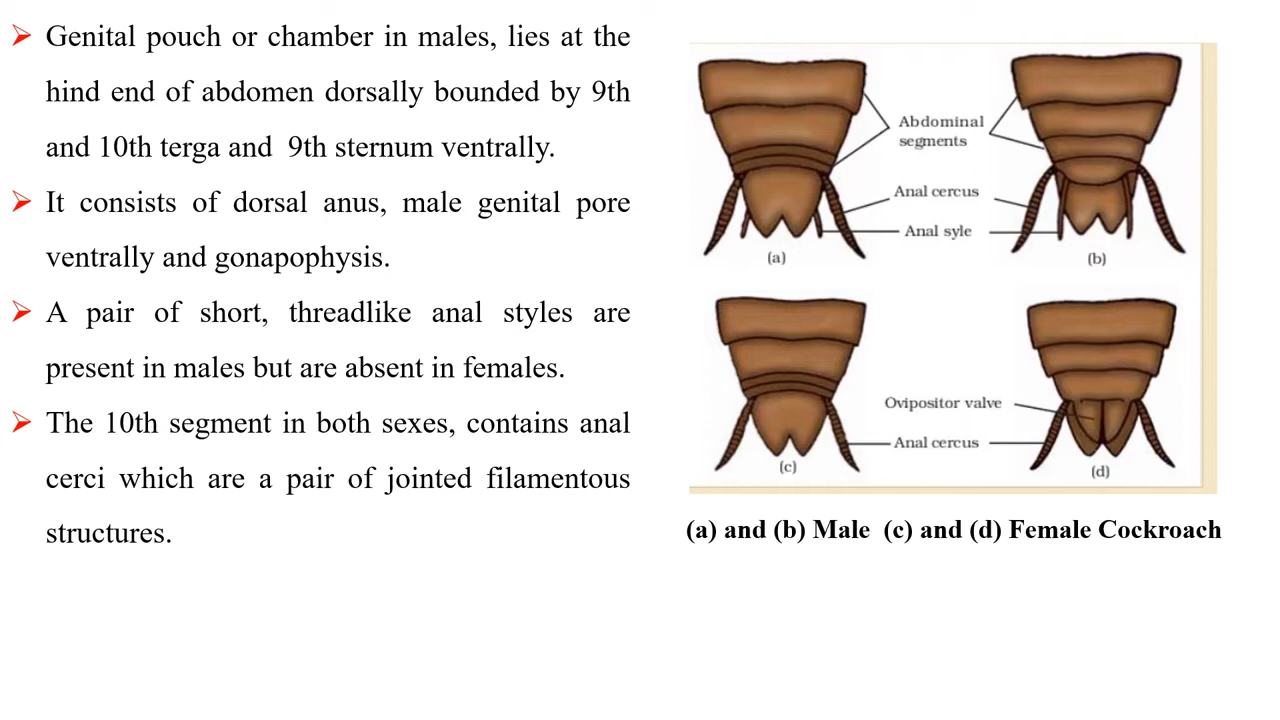 ➢ Genital pouch or chamber in males, lies at the
hind end of abdomen dorsally bounded by 9th
and 10th terga and  9th sternum ventrally.
➢ It consists of dorsal anus, male genital pore
ventrally and gonapophysis.
➢ A pair of short, threadlike anal styles are
present in males but are absent in females.
➢ The 10th segment in both sexes, contains anal
cerci which are a pair of jointed filamentous
structures.
Abdominal
segments
Anal cercus
Anal syle
(a)
(b)
Ovipositor valve
Anal cercus
(c)
(d)
(a) and (b) Male  (c) and (d) Female Cockroach